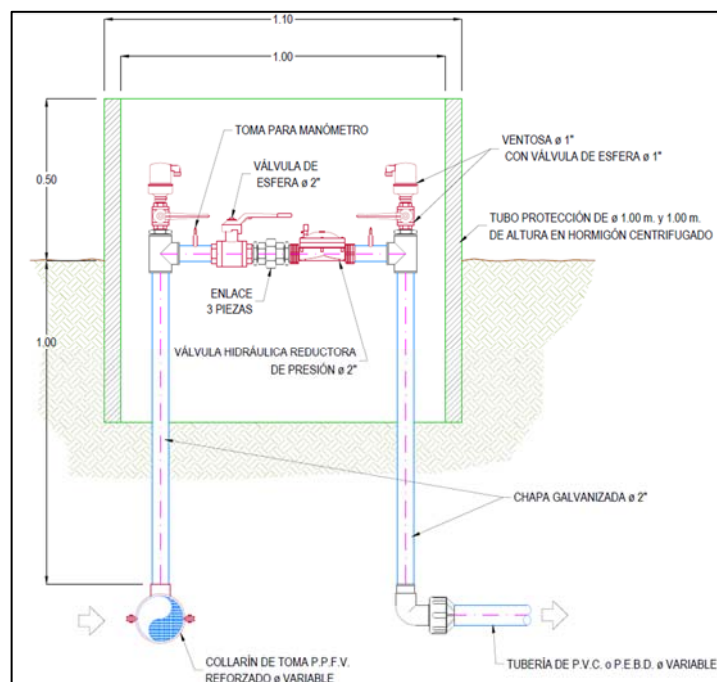 1.10
1.00
TOMA PARA MANÓMETRO
VÁLVULA DE
ESFERA ø 2"
VENTOSA ø 1"
CON VÁLVULA DE ESFERA ø 1"
0.50
TUBO PROTECCIÓN DE ø 1.00 m. y 1.00 m.
DE ALTURA EN HORMIGÓN CENTRIFUGADO
ENLACE
3 PIEZAS
1.00
VÁLVULA HIDRÁULICA REDUCTORA
DE PRESIÓN ø 2"
CHAPA GALVANIZADA ø 2"
COLLARÍN DE TOMA P.P.F.V.
REFORZADO ø VARIABLE
TUBERÍA DE P.V.C. o P.E.B.D. ø VARIABLE